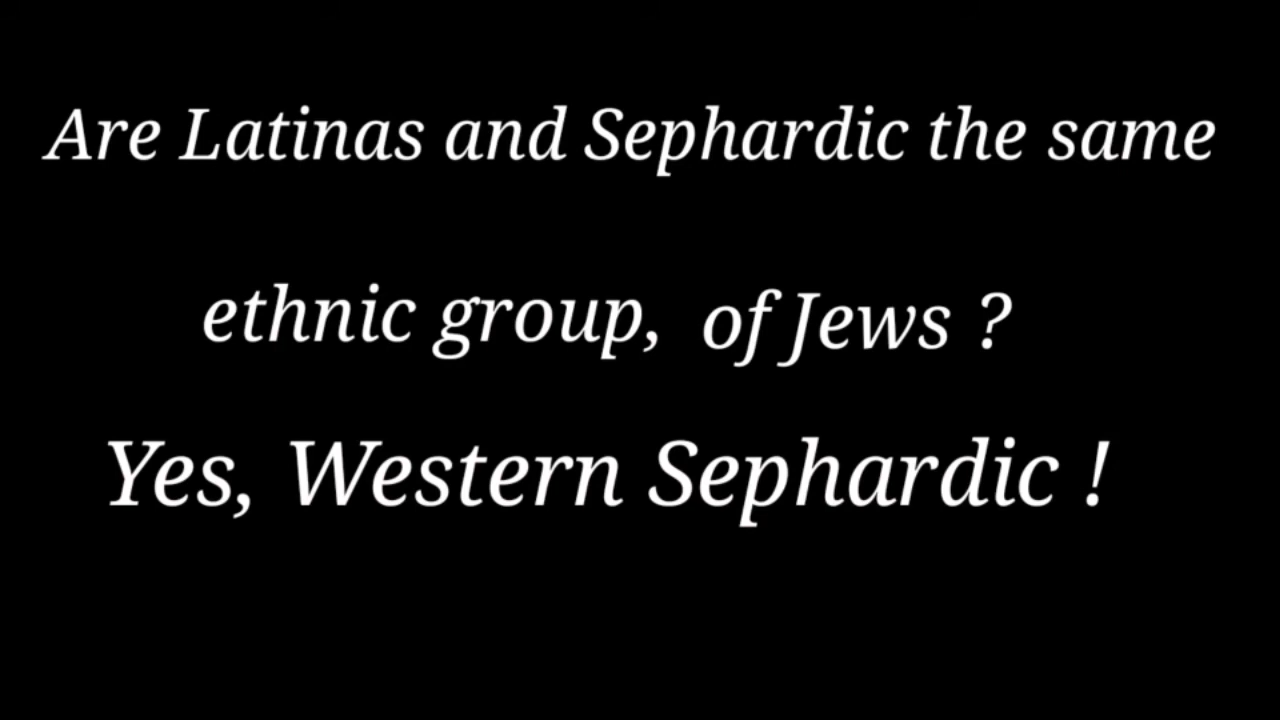 Are Latinas and Sephardic the same
ethnic group, of Jews ?
Yes, Western Sephardic !